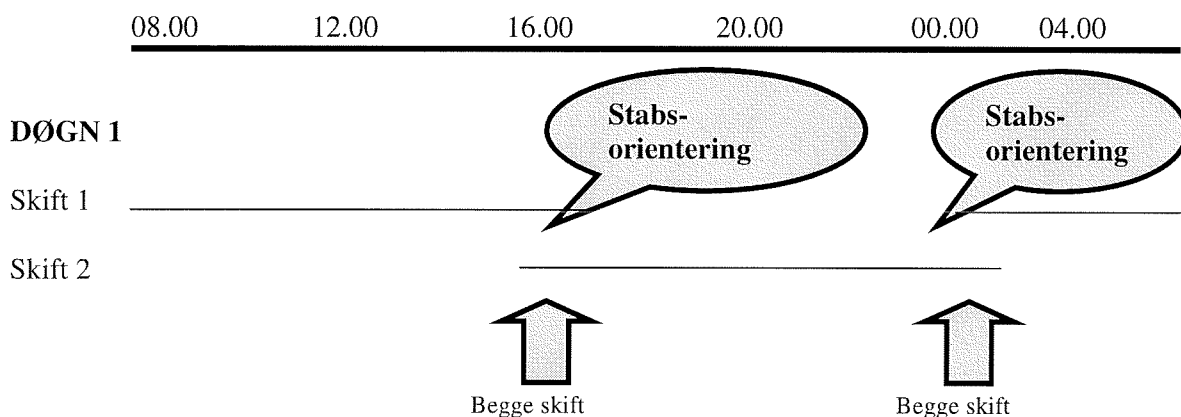 08.00 12.00 16.00 20.00 00.00 04.00
DØGN 1
Stabs-
orientering
Stabs-
orientering
Skift 1
Skift 2
Begge skift
Begge skift